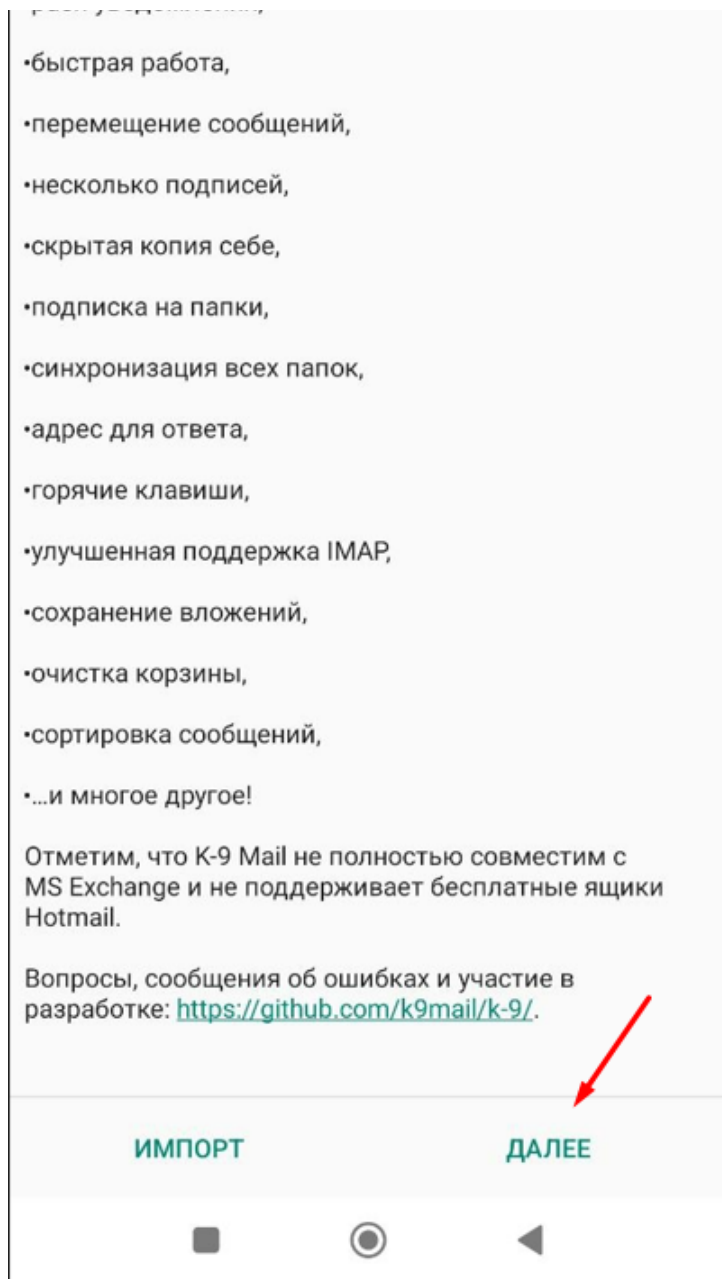 •быстрая работа,
•перемещение сообщений,
•несколько подписей,
•скрытая копия себе,
•подписка на папки,
•синхронизация всех папок,
•адрес для ответа,
•горячие клавиши,
•улучшенная поддержка IMAP,
•сохранение вложений,
•очистка корзины,
•сортировка сообщений,
•…и многое другое!
Отметим, что K-9 Mail не полностью совместим с
MS Exchange и не поддерживает бесплатные ящики
Hotmail.
Вопросы, сообщения об ошибках и участие в
разработке: https://github.com/k9mail/k-9/.
ИМПОРТ
ДАЛЕЕ